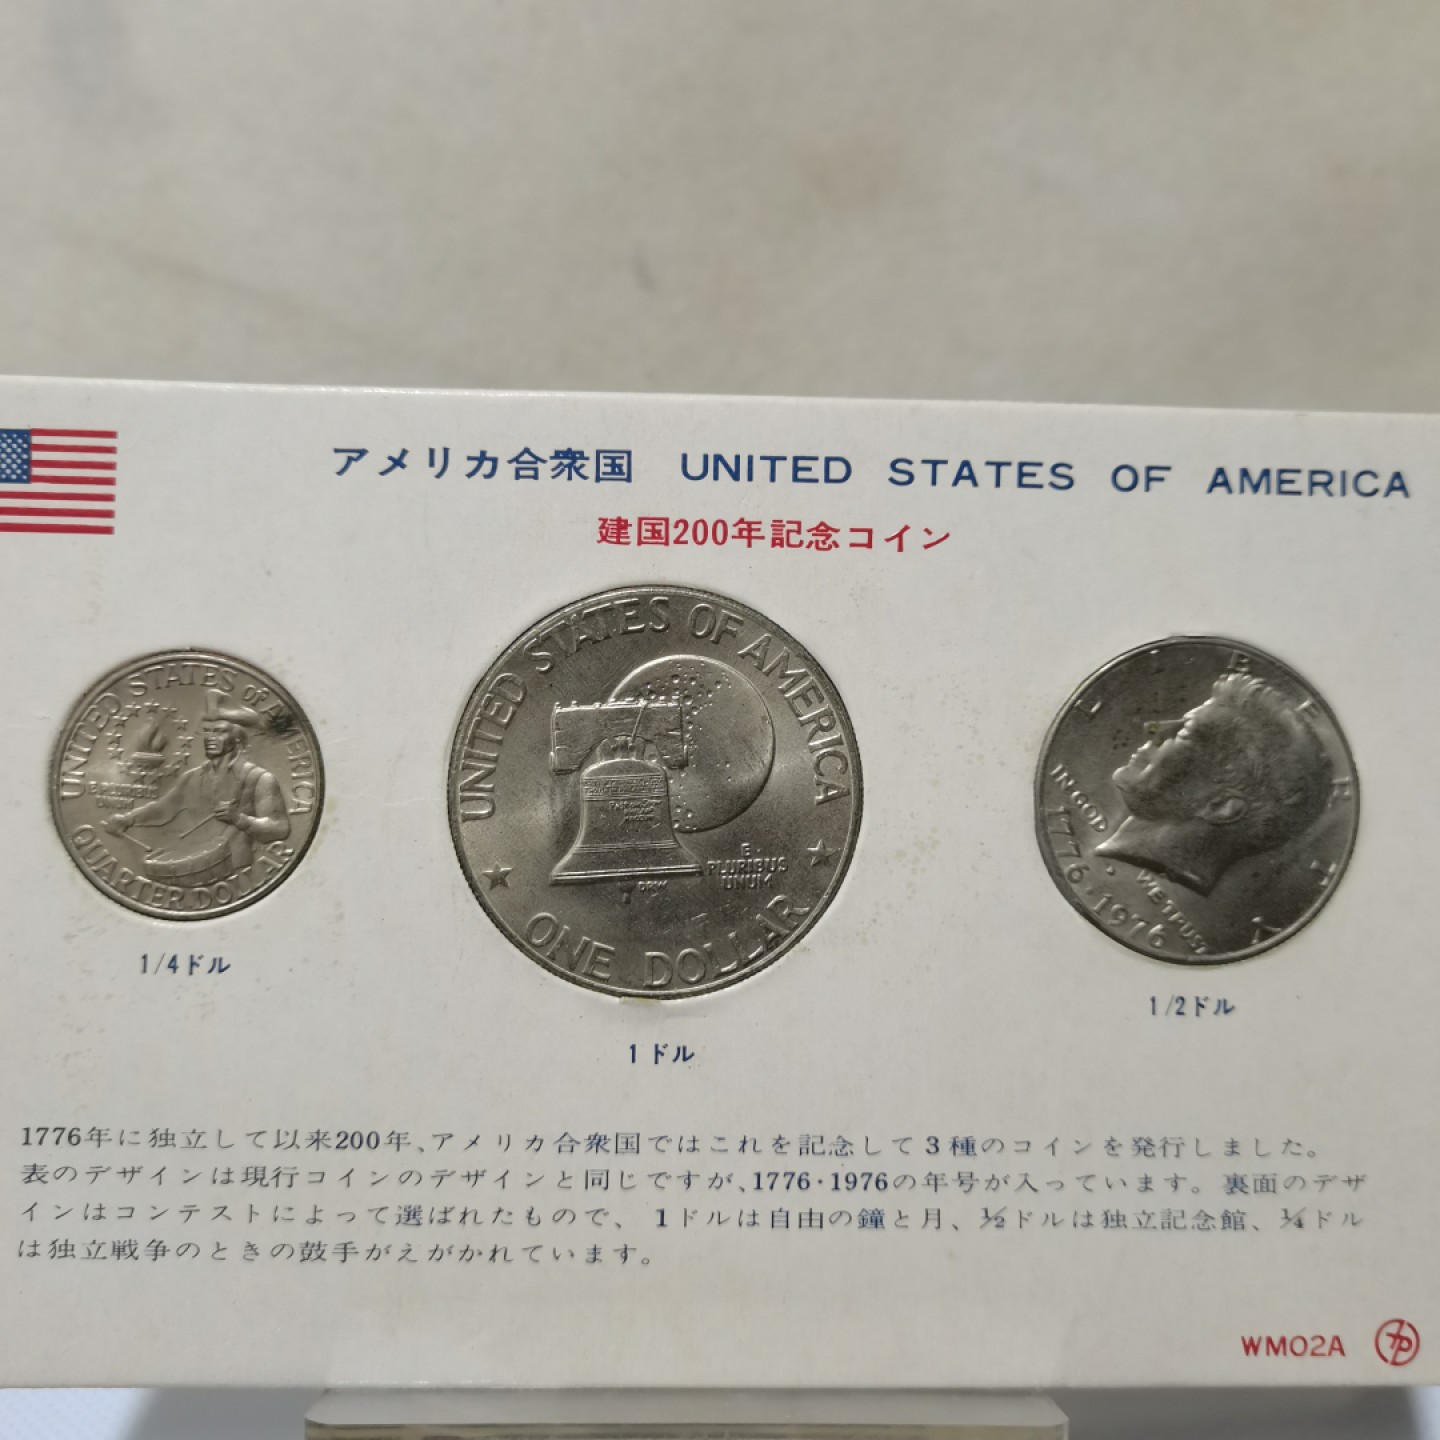 アメリカ合衆国 UNITED STATES OF AMERICA
建国200年記念コイン
UNITED STATES OF AMERICA
E PLURIBUS
UNUM
QUARTER DOLLAR
1/4ドル
UNITED STATES OF AMERICA
E
PLURIBUS
UNUM
ONE DOLLAR
1ドル
LIBERTY
IN GOD
WE TRUST
1776・1976
1/2ドル
1776年に独立して以来200年、アメリカ合衆国ではこれを記念して3種のコインを発行しました。
表のデザインは現行コインのデザインと同じですが、1776・1976の年号が入っています。裏面のデザ
インはコンテストによって選ばれたもので、1ドルは自由の鐘と月、½ドルは独立記念館、¼ドル
は独立戦争のときの鼓手がえがかれています。
WM02A